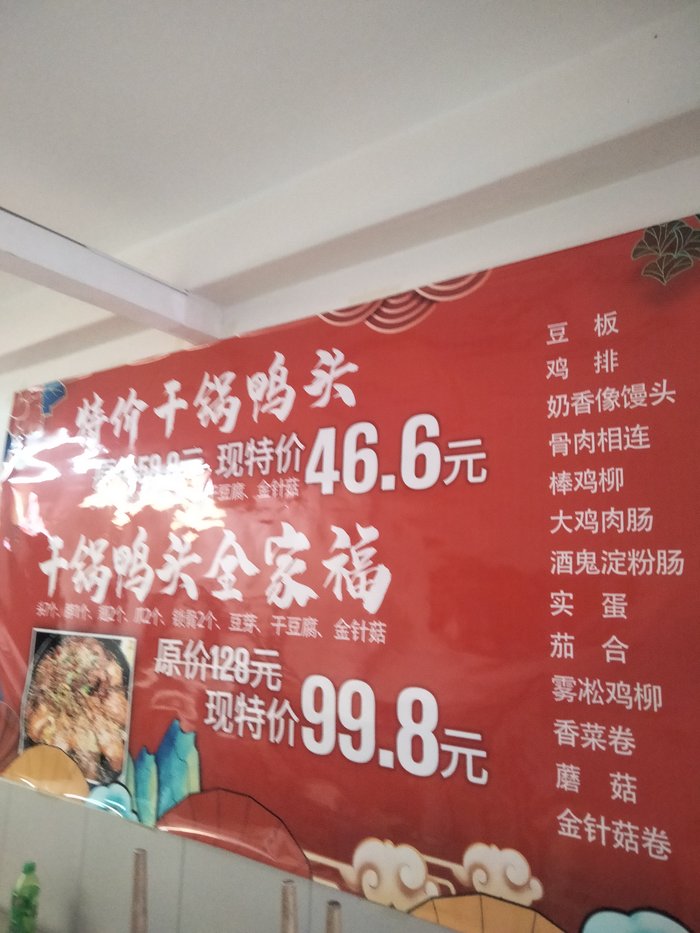 特价干锅鸭头
现特价46.6元
豆腐、金针菇
干锅鸭头全家福
豆芽、干豆腐、金针菇
原价128元
现特价99.8元
豆板
鸡排
奶香像馒头
骨肉相连
棒鸡柳
大鸡肉肠
酒鬼淀粉肠
实蛋
茄合
雾凇鸡柳
香菜卷
蘑菇
金针菇卷